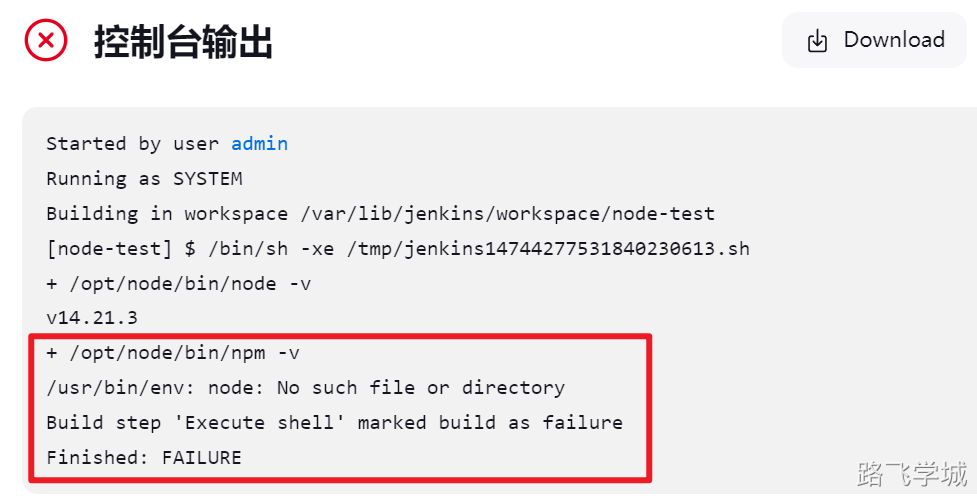 控制台输出
Download
Started by user admin
Running as SYSTEM
Building in workspace /var/lib/jenkins/workspace/node-test
[node-test] $ /bin/sh -xe /tmp/jenkins14744277531840230613.sh
+ /opt/node/bin/node -v
v14.21.3
+ /opt/node/bin/npm -v
/usr/bin/env: node: No such file or directory
Build step 'Execute shell' marked build as failure
Finished: FAILURE
路飞学城